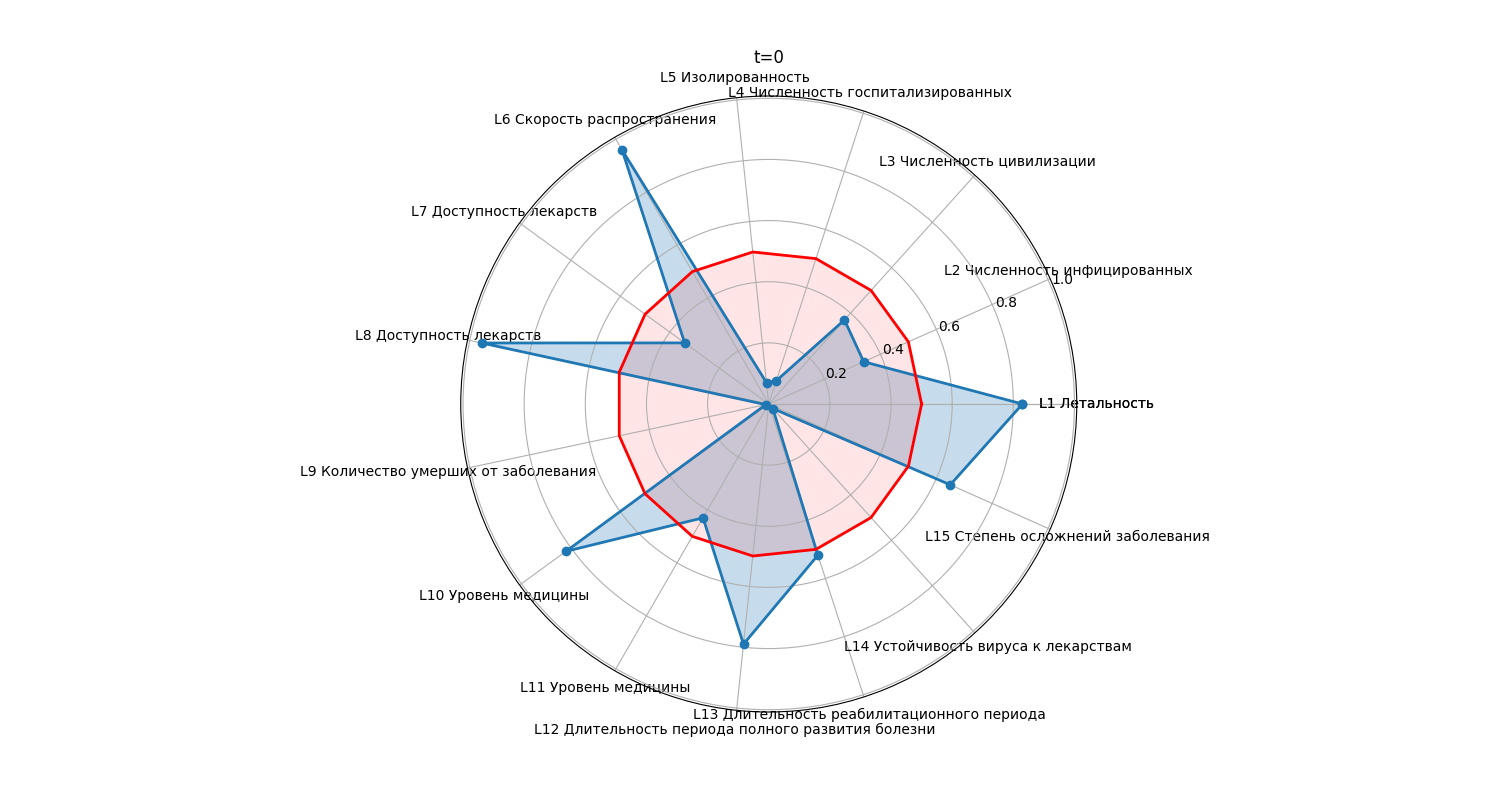 t=0
L5 Изолированность
L4 Численность госпитализированных
L6 Скорость распространения
L3 Численность цивилизации
L7 Доступность лекарств
L2 Численность инфицированных
1.0
0.8
0.6
L8 Доступность лекарств
0.4
0.2
L1 Летальность
L9 Количество умерших от заболевания
L15 Степень осложнений заболевания
L10 Уровень медицины
L14 Устойчивость вируса к лекарствам
L11 Уровень медицины
L13 Длительность реабилитационного периода
L12 Длительность периода полного развития болезни